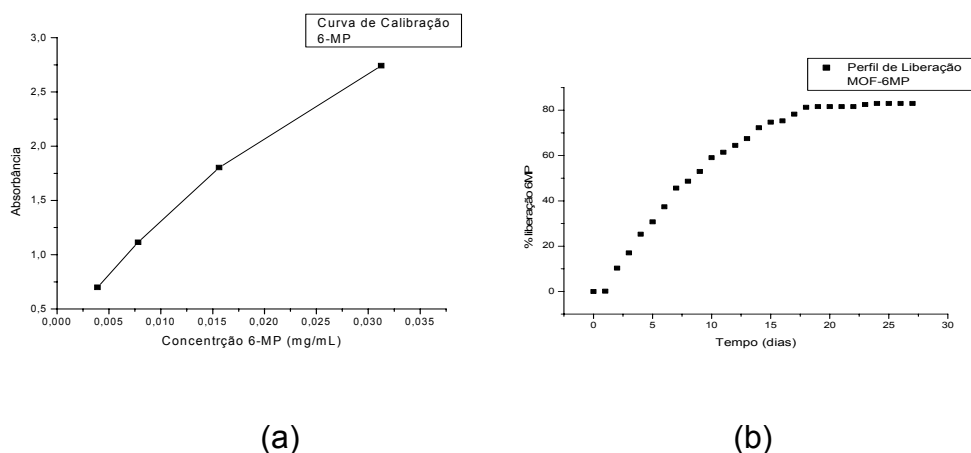 Curva de Calibração
6-MP
3,0
2,5
2,0
1,5
1,0
0,5
Absorbância
0,000 0,005 0,010 0,015 0,020 0,025 0,030 0,035
Concentrção 6-MP (mg/mL)
(a)
Perfil de Liberação
MOF-6MP
80
60
40
20
0
% liberação 6MP
0 5 10 15 20 25 30
Tempo (dias)
(b)